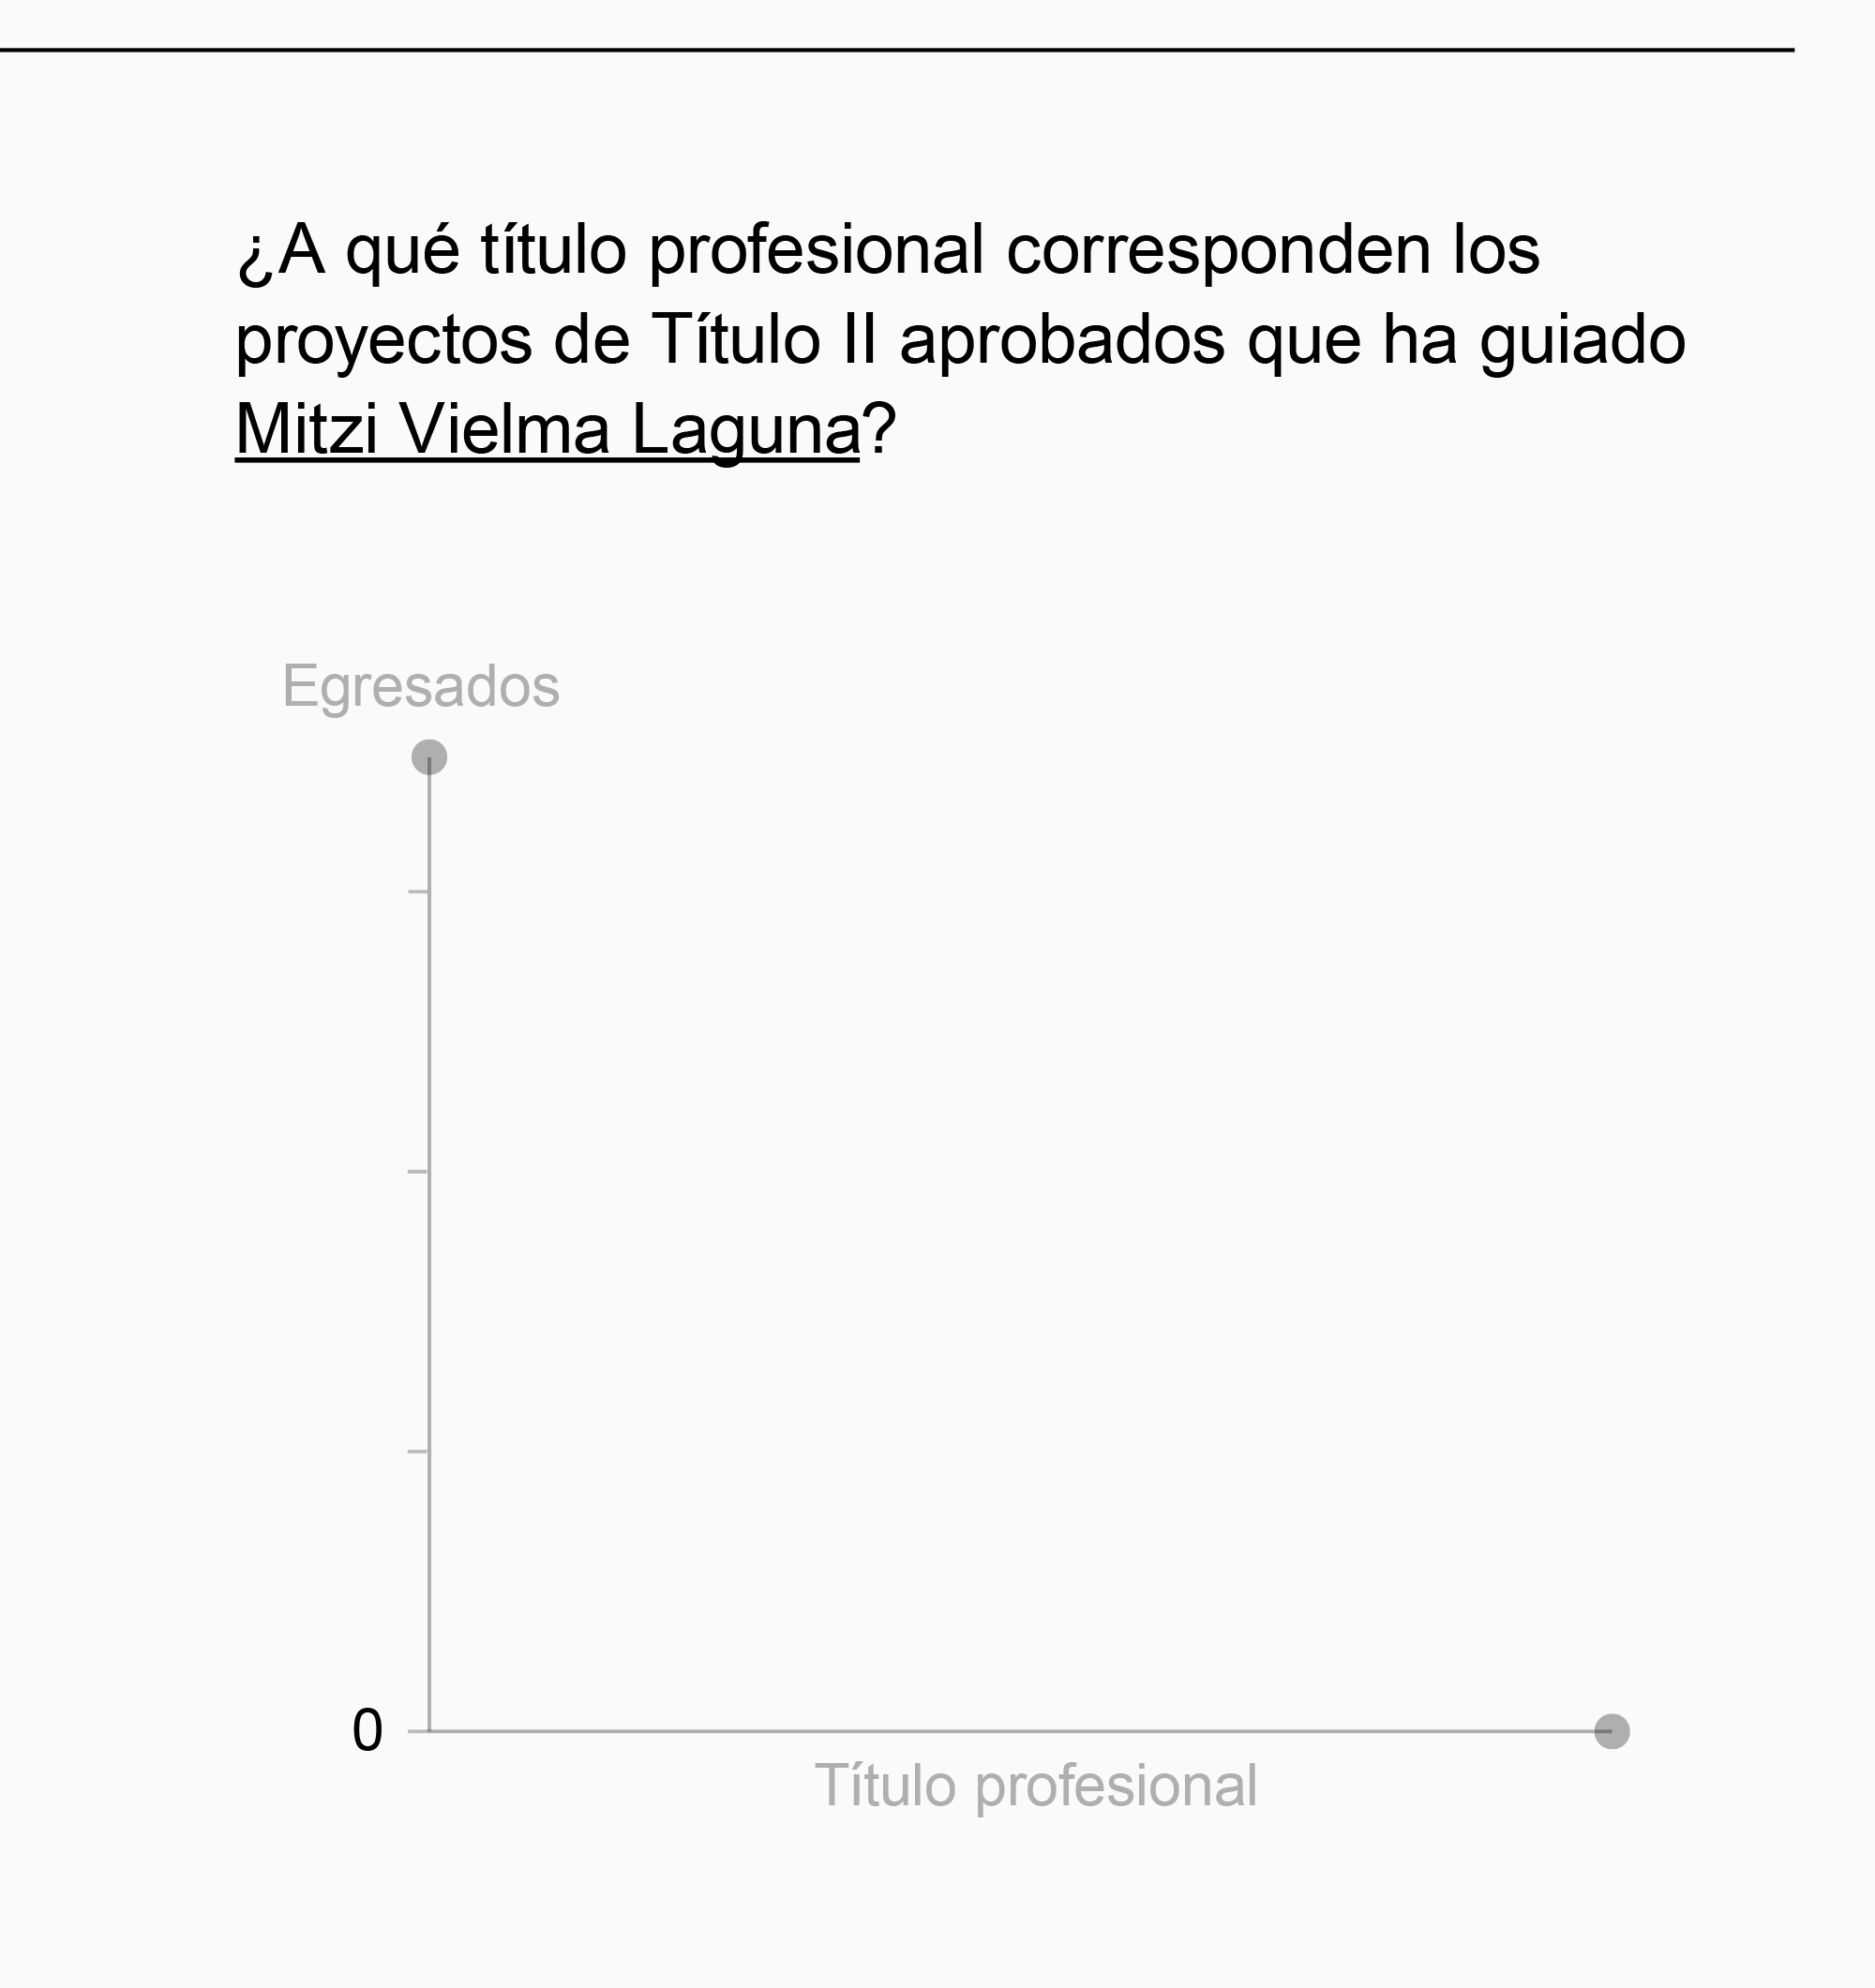 ¿A qué título profesional corresponden los
proyectos de Título II aprobados que ha guiado
Mitzi Vielma Laguna?
Egresados
0
Título profesional